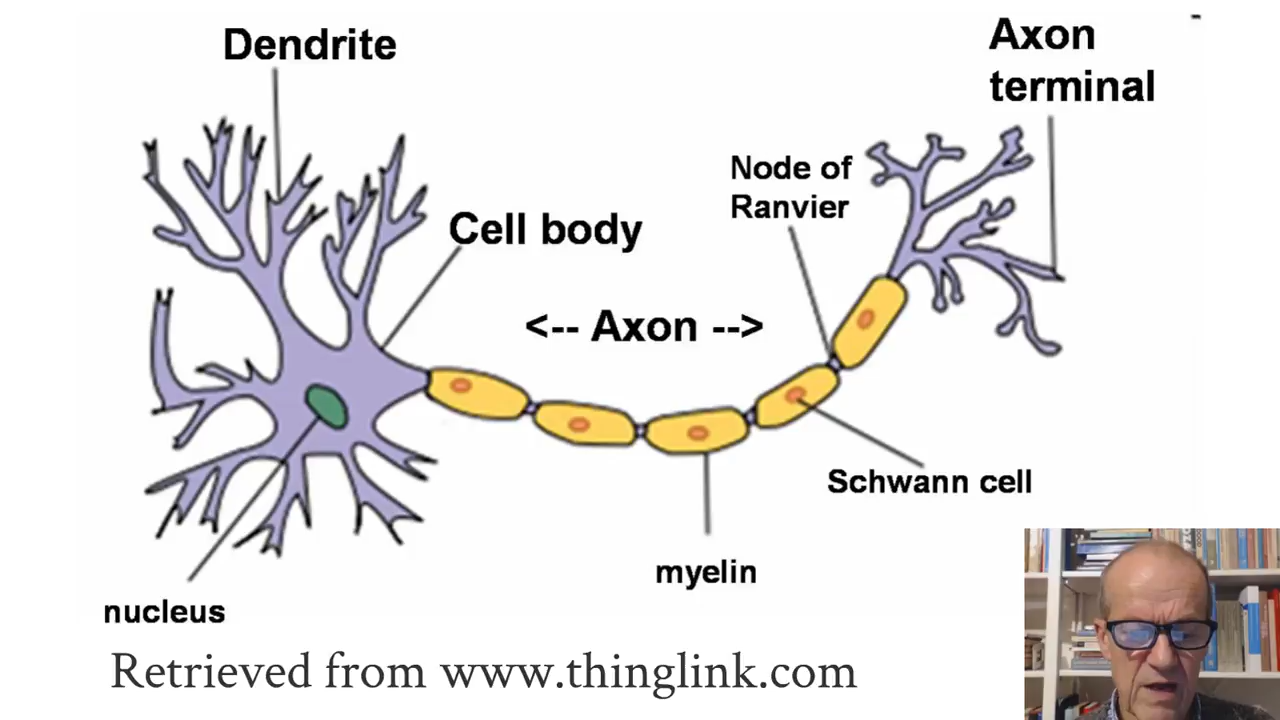 Dendrite
Axon
terminal
Node of
Ranvier
Cell body
<-- Axon -->
Schwann cell
myelin
nucleus
Retrieved from www.thinglink.com